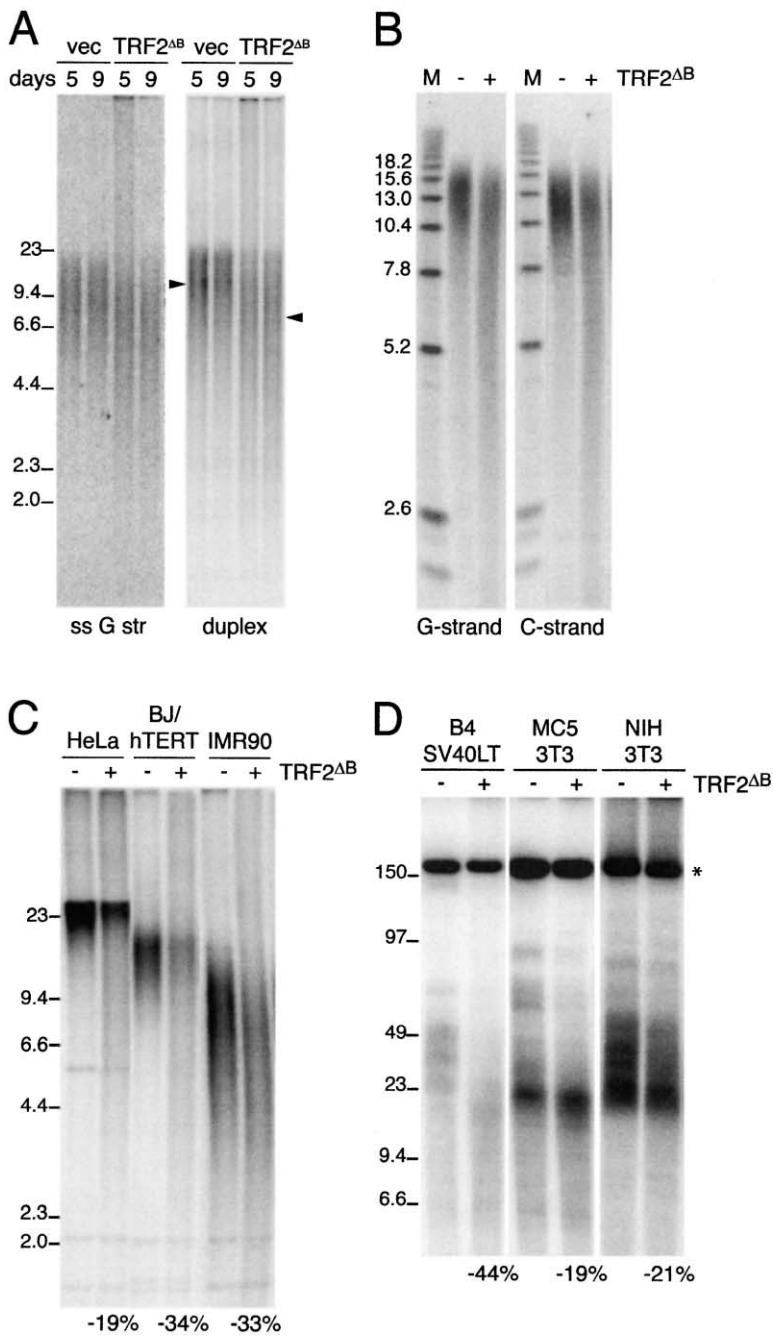 A
vec TRF2ΔB vec TRF2ΔB
days 5 9 5 9 5 9 5 9
23
9.4
6.6
4.4
2.3
2.0
ss G str duplex
B
M - + M - + TRF2ΔB
18.2
15.6
13.0
10.4
7.8
5.2
2.6
G-strand C-strand
C
BJ/
HeLa hTERT IMR90
- + - + - + TRF2ΔB
23
9.4
6.6
4.4
2.3
2.0
-19% -34% -33%
D
B4 MC5 NIH
SV40LT 3T3 3T3
- + - + - + TRF2ΔB
150 *
97
49
23
9.4
6.6
-44% -19% -21%